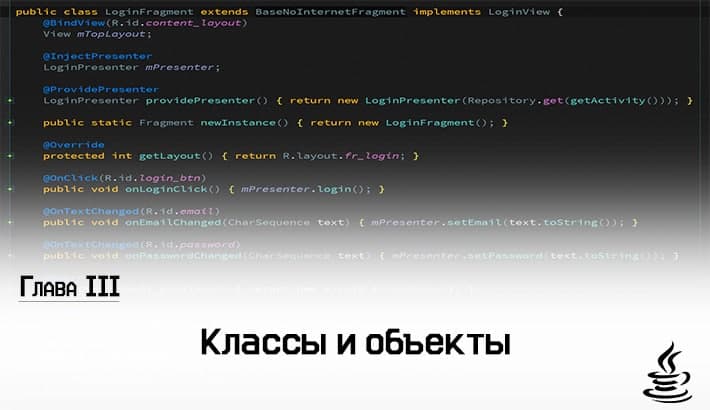 public class LoginFragment extends BaseNoInternetFragment implements LoginView {
@BindView(R.id.content_layout)
View mTopLayout;
@InjectPresenter
LoginPresenter mPresenter;
@ProvidePresenter
LoginPresenter providePresenter() { return new LoginPresenter(Repository.get(getActivity())); }
public static Fragment newInstance() { return new LoginFragment(); }
@Override
protected int getLayout() { return R.layout.fr_login; }
@OnClick(R.id.login_btn)
public void onLoginClick() { mPresenter.login(); }
@OnTextChanged(R.id.email)
public void onEmailChanged(CharSequence text) { mPresenter.setEmail(text.toString()); }
@OnTextChanged(R.id.password)
public void onPasswordChanged(CharSequence text) { mPresenter.setPassword(text.toString()); }
Глава III
Классы и объекты